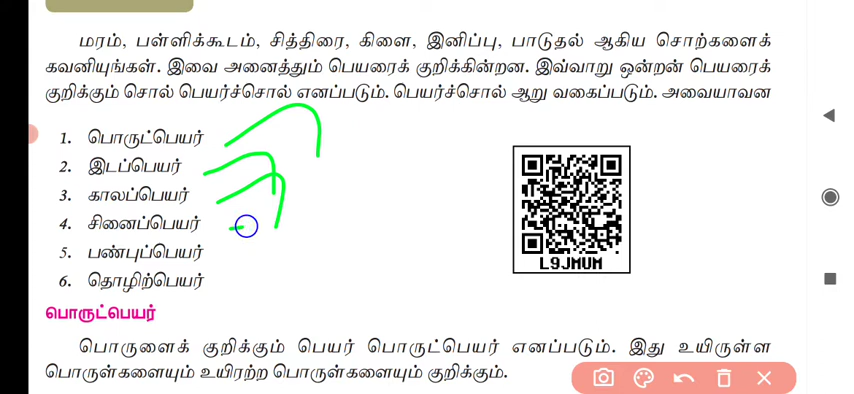 மரம், பள்ளிக்கூடம், சித்திரை, கிளை, இனிப்பு, பாடுதல் ஆகிய சொற்களைக்
கவனியுங்கள். இவை அனைத்தும் பெயரைக் குறிக்கின்றன. இவ்வாறு ஒன்றன் பெயரைக்
குறிக்கும் சொல் பெயர்ச்சொல் எனப்படும். பெயர்ச்சொல் ஆறு வகைப்படும். அவையாவன
1. பொருட்பெயர்
2. இடப்பெயர்
3. காலப்பெயர்
4. சினைப்பெயர்
5. பண்புப்பெயர்
6. தொழிற்பெயர்
L9JMUM
பொருட்பெயர்
பொருளைக் குறிக்கும் பெயர் பொருட்பெயர் எனப்படும். இது உயிருள்ள
பொருள்களையும் உயிரற்ற பொருள்களையும் குறிக்கும்.